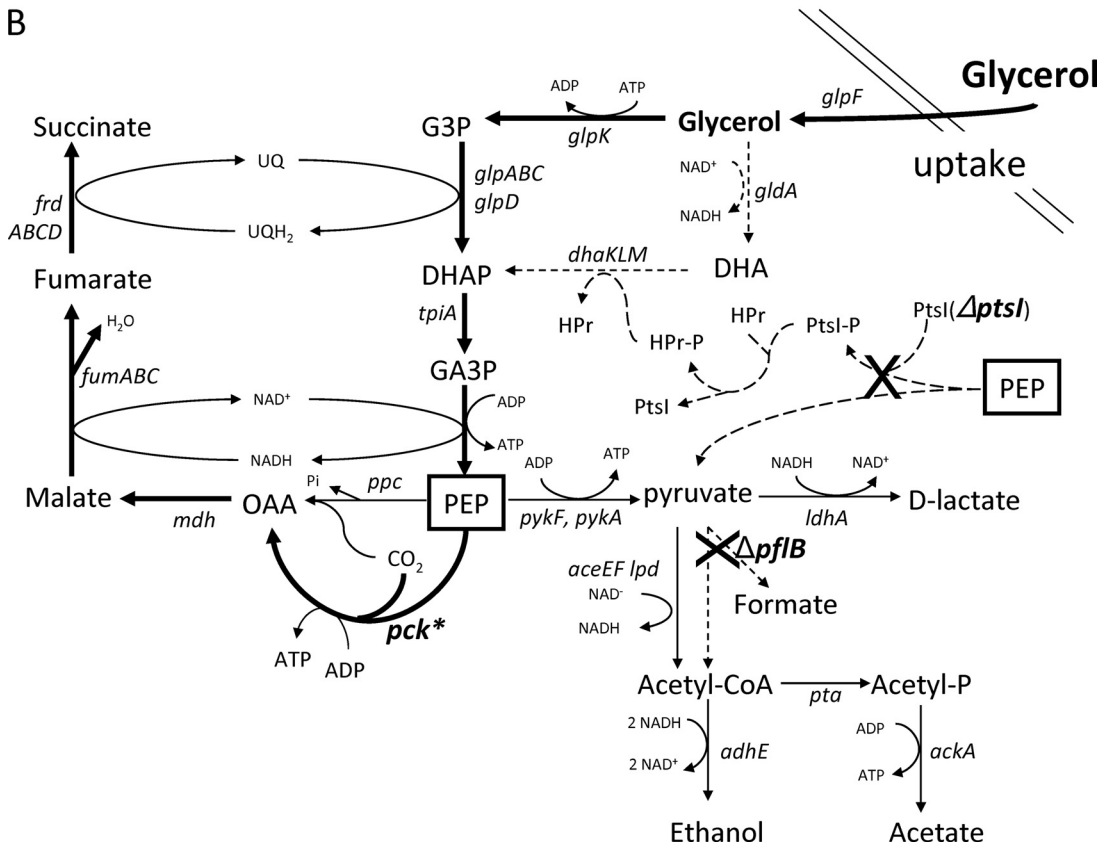 B
Glycerol
glpF
uptake
ADP
ATP
Succinate
G3P
glpK
Glycerol
UQ
glpABC
glpD
NAD⁺
gldA
NADH
frd
ABCD
UQH₂
Fumarate
DHAP
dhaKLM
DHA
H₂O
tpiA
HPr
HPr-P
HPr
PtsI-P
PtsI(ΔptsI)
PtsI
PEP
fumABC
GA3P
NAD⁺
ADP
ATP
NADH
Malate
mdh
OAA
Pi
ppc
PEP
ADP
ATP
pykF, pykA
pyruvate
NADH
NAD⁺
ldhA
D-lactate
CO₂
pck*
ATP
ADP
aceEF lpd
NAD⁻
NADH
ΔpflB
Formate
Acetyl-CoA
pta
Acetyl-P
2 NADH
2 NAD⁺
adhE
ADP
ATP
ackA
Ethanol
Acetate